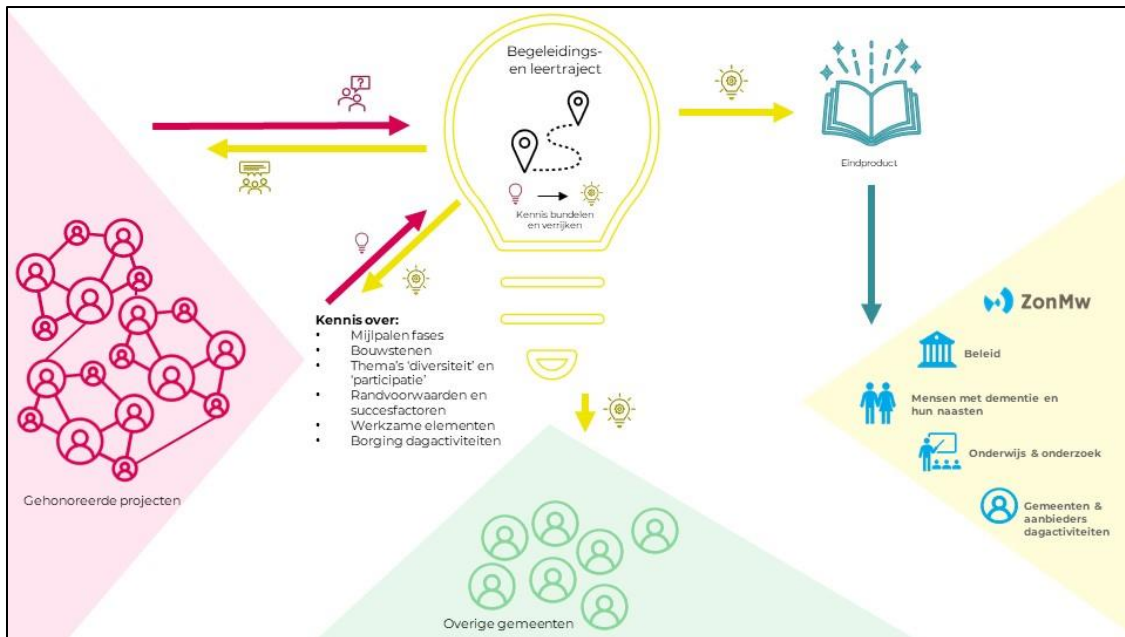 Begeleidings-
en leertraject
Kennis bundelen
en verrijken
Eindproduct
Kennis over:
▪ Mijlpalen fases
▪ Bouwstenen
▪ Thema's 'diversiteit' en
'participatie'
▪ Randvoorwaarden en
succesfactoren
▪ Werkzame elementen
▪ Borging dagactiviteiten
Gehonoreerde projecten
Overige gemeenten
ZonMw
Beleid
Mensen met dementie en
hun naasten
Onderwijs & onderzoek
Gemeenten &
aanbieders
dagactiviteiten